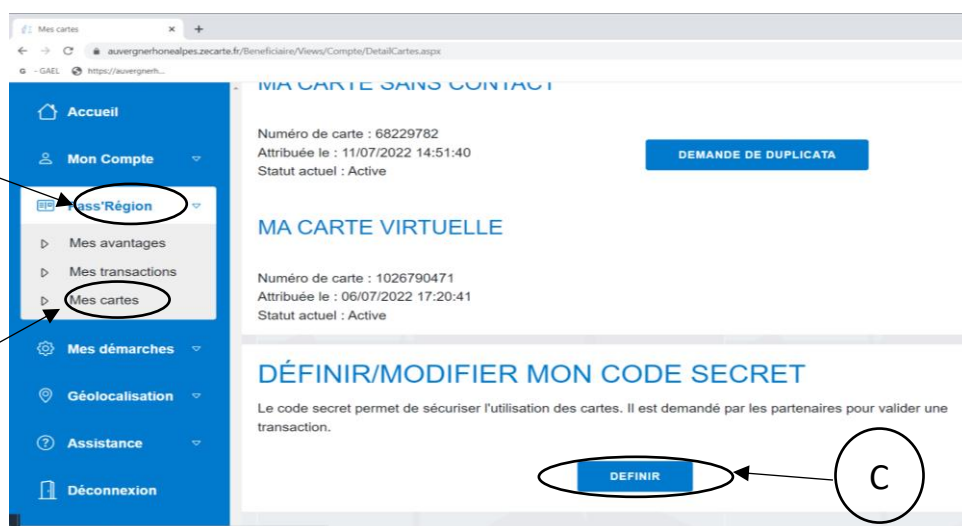 Mes cartes
auvergnerhonealpes.zecarte.fr/Beneficiaire/Views/Compte/DetailCartes.aspx
G - GAEL https://auvergnerh...
Accueil
Mon Compte
Pass'Région
Mes avantages
Mes transactions
Mes cartes
Mes démarches
Géolocalisation
Assistance
Déconnexion
MA CARTE SANS CONTACT
Numéro de carte : 68229782
Attribuée le : 11/07/2022 14:51:40
Statut actuel : Active
DEMANDE DE DUPLICATA
MA CARTE VIRTUELLE
Numéro de carte : 1026790471
Attribuée le : 06/07/2022 17:20:41
Statut actuel : Active
DÉFINIR/MODIFIER MON CODE SECRET
Le code secret permet de sécuriser l'utilisation des cartes. Il est demandé par les partenaires pour valider une
transaction.
DEFINIR
C